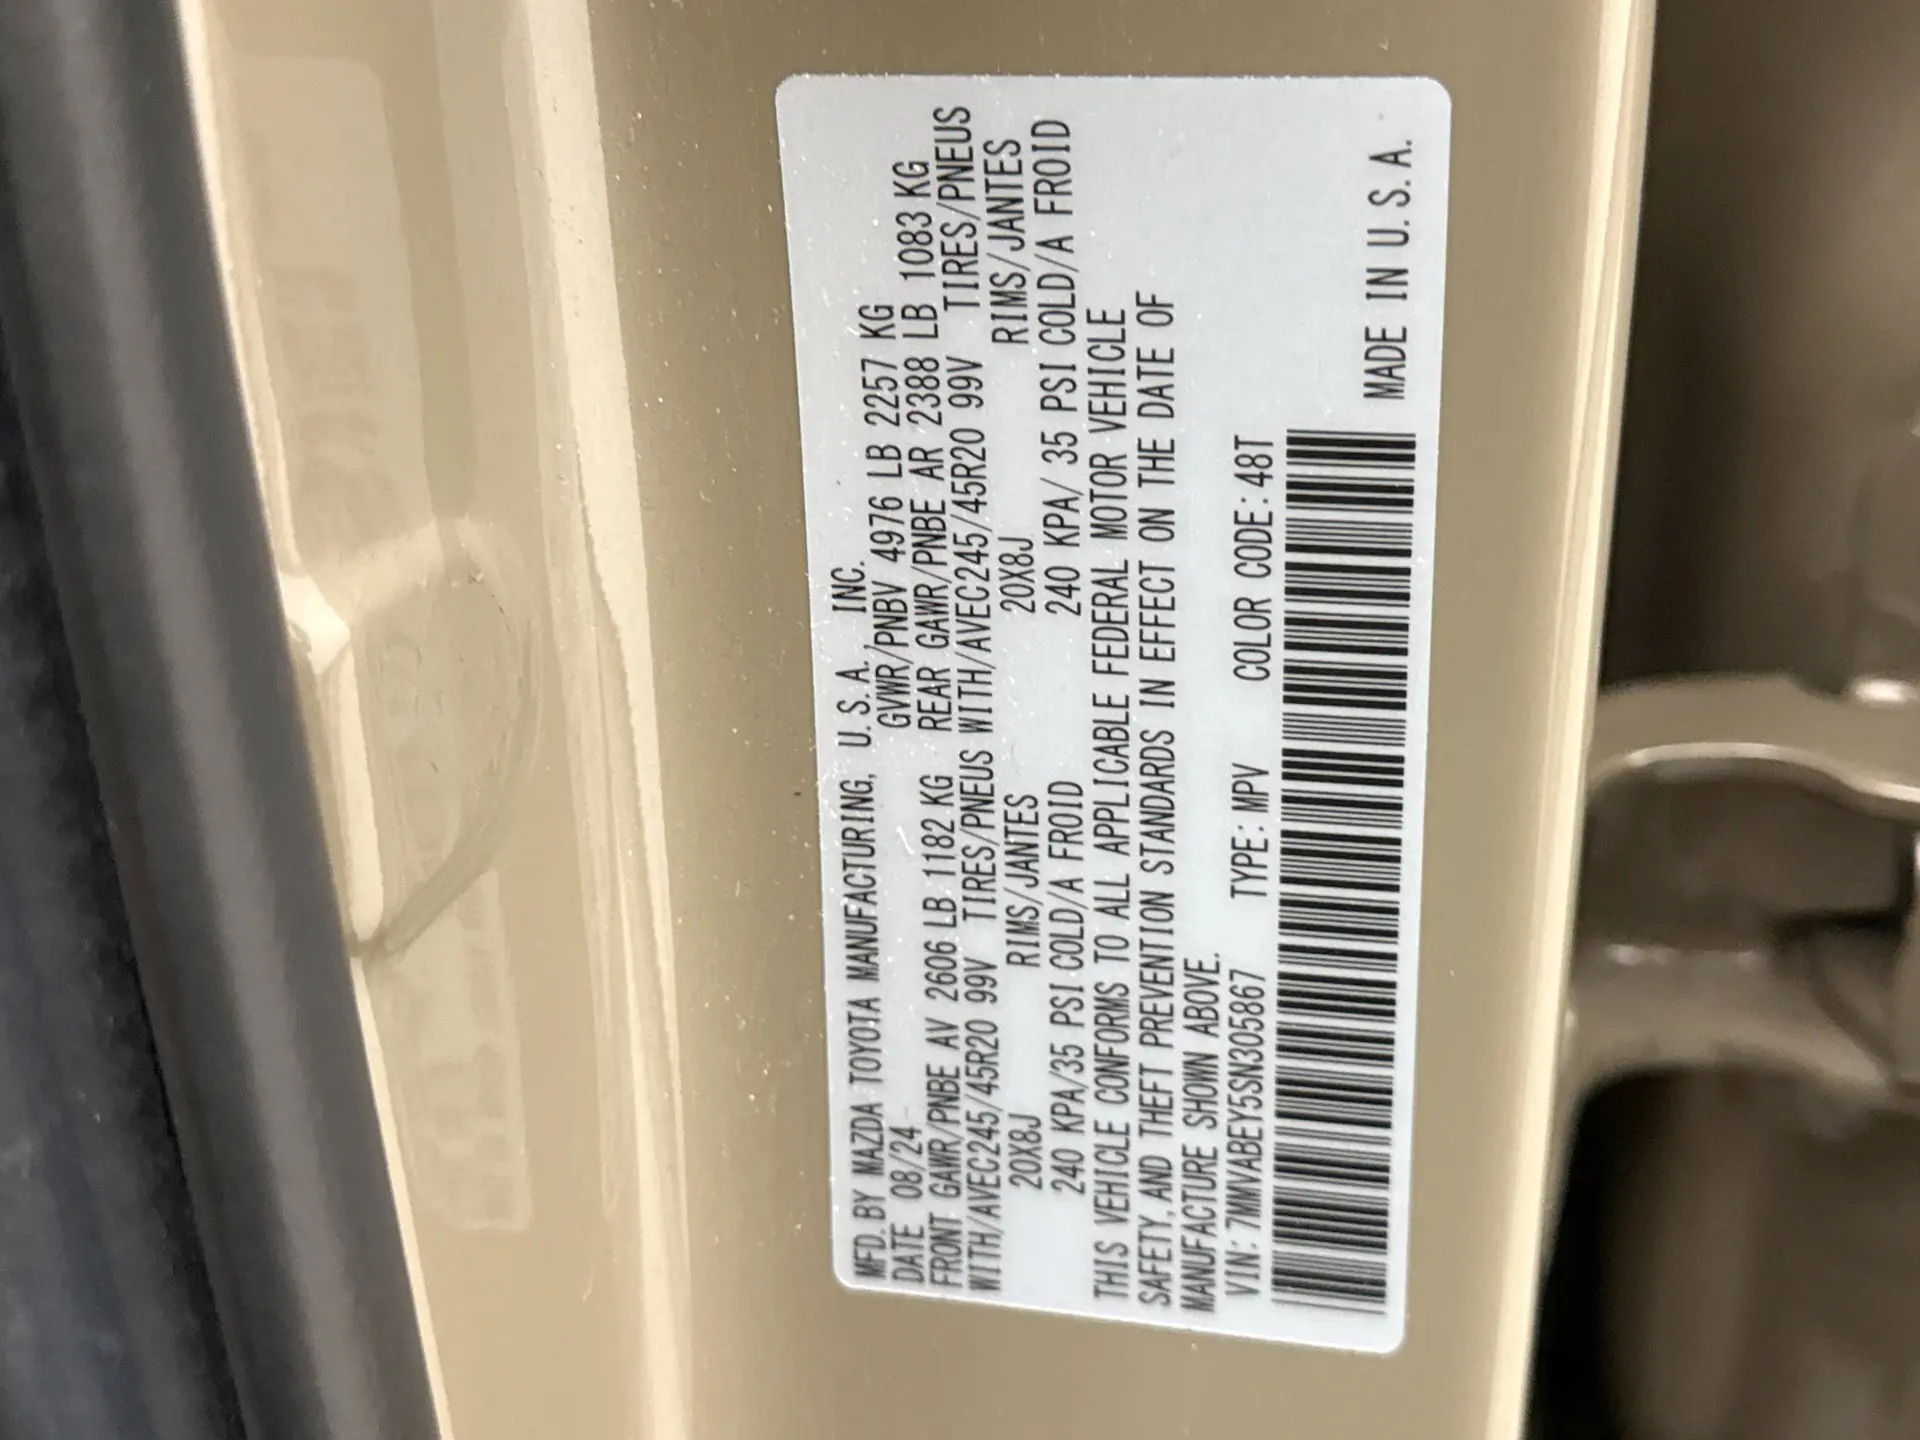 MFD. BY MAZDA TOYOTA MANUFACTURING, U.S.A. INC.
DATE 08/24 GVWR/PNBV 4976 LB 2257 KG
FRONT GAWR/PNBE AV 2606 LB 1182 KG REAR GAWR/PNBE AR 2388 LB 1083 KG
WITH/AVEC245/45R20 99V TIRES/PNEUS WITH/AVEC245/45R20 99V TIRES/PNEUS
20X8J RIMS/JANTES 20X8J RIMS/JANTES
240 KPA/35 PSI COLD/A FROID 240 KPA/ 35 PSI COLD/A FROID
THIS VEHICLE CONFORMS TO ALL APPLICABLE FEDERAL MOTOR VEHICLE
SAFETY, AND THEFT PREVENTION STANDARDS IN EFFECT ON THE DATE OF
MANUFACTURE SHOWN ABOVE.
VIN: 7MMVABEY5SN305867 TYPE: MPV COLOR CODE: 48T
MADE IN U.S.A.